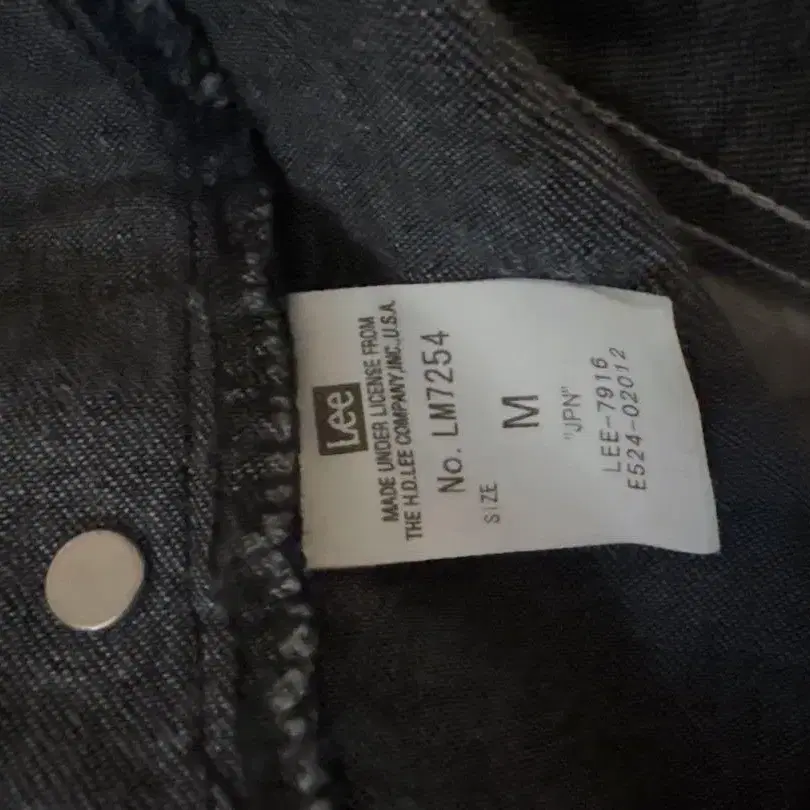 Lee
MADE UNDER LICENSE FROM
THE H.D.LEE COMPANY,INC.,U.S.A.
No. LM7254
SIZE
M
"JPN"
LEE-7916
E524-02012